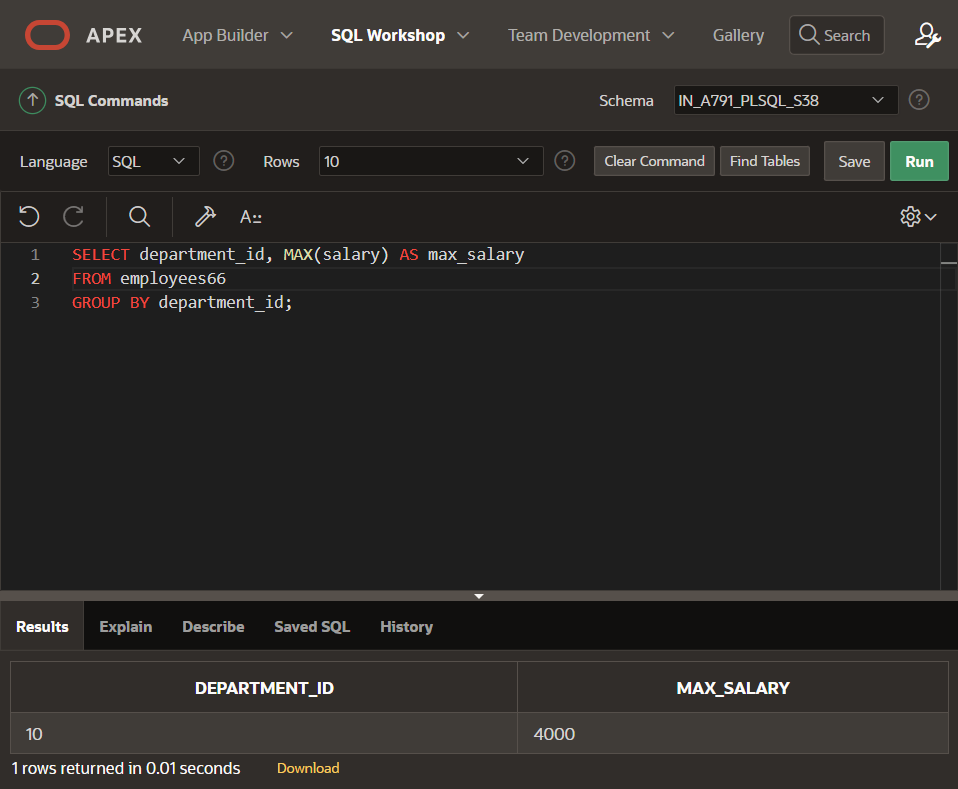 APEX App Builder SQL Workshop Team Development Gallery Search
SQL Commands Schema IN_A791_PLSQL_S38 ?
Language SQL ? Rows 10 ? Clear Command Find Tables Save Run
A::
1 SELECT department_id, MAX(salary) AS max_salary
2 FROM employees66
3 GROUP BY department_id;
Results Explain Describe Saved SQL History
DEPARTMENT_ID MAX_SALARY
10 4000
1 rows returned in 0.01 seconds Download